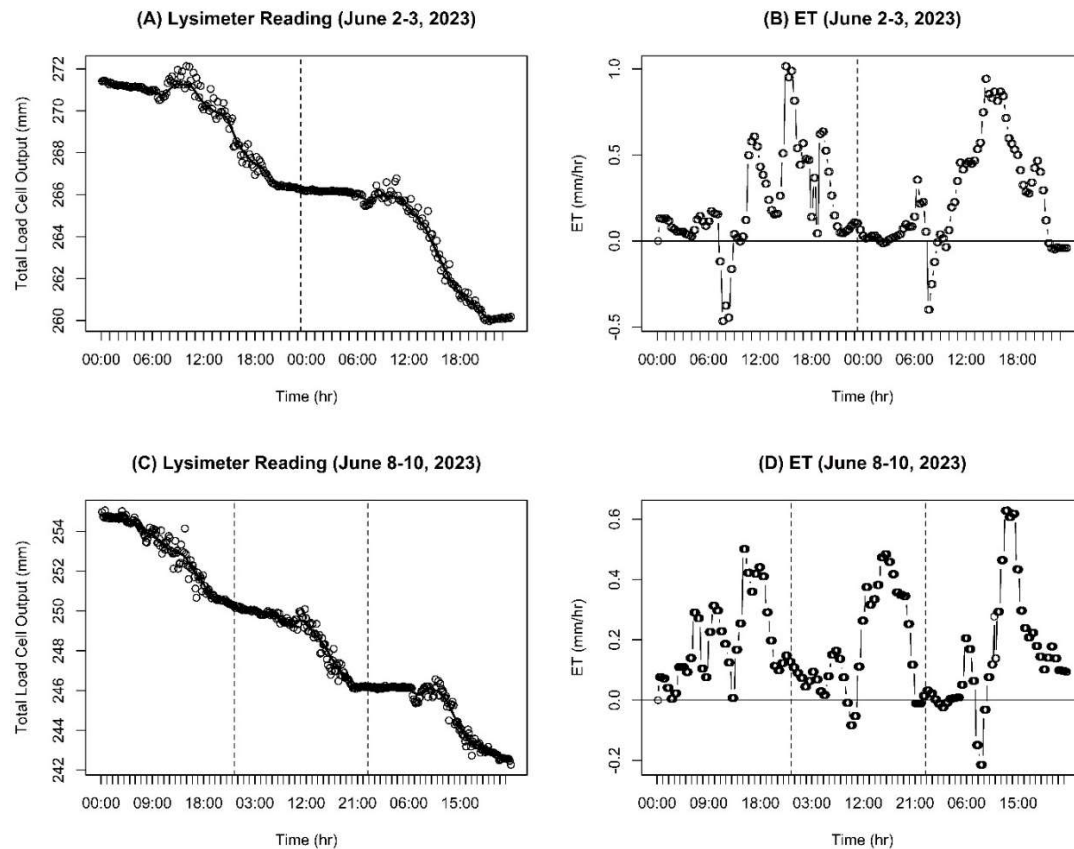 (A) Lysimeter Reading (June 2-3, 2023)
Total Load Cell Output (mm)
272
270
268
266
264
262
260
00:00 06:00 12:00 18:00 00:00 06:00 12:00 18:00
Time (hr)
(B) ET (June 2-3, 2023)
ET (mm/hr)
1.0
0.5
0.0
-0.5
00:00 06:00 12:00 18:00 00:00 06:00 12:00 18:00
Time (hr)
(C) Lysimeter Reading (June 8-10, 2023)
Total Load Cell Output (mm)
254
252
250
248
246
244
242
00:00 09:00 18:00 03:00 12:00 21:00 06:00 15:00
Time (hr)
(D) ET (June 8-10, 2023)
ET (mm/hr)
0.6
0.4
0.2
0.0
-0.2
00:00 09:00 18:00 03:00 12:00 21:00 06:00 15:00
Time (hr)